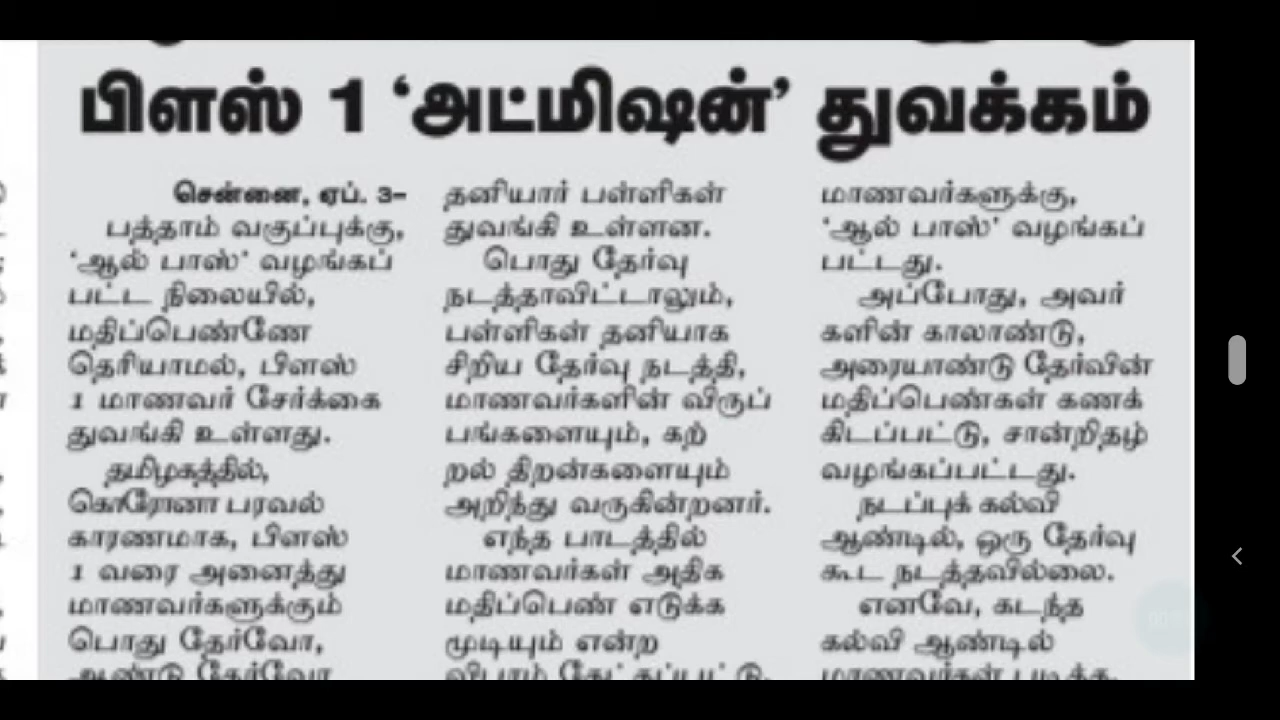 பிளஸ் 1 ‘அட்மிஷன்’ துவக்கம்
சென்னை, ஏப். 3–
பத்தாம் வகுப்புக்கு,
‘ஆல் பாஸ்’ வழங்கப்
பட்ட நிலையில்,
மதிப்பெண்ணே
தெரியாமல், பிளஸ்
1 மாணவர் சேர்க்கை
துவங்கி உள்ளது.
தமிழகத்தில்,
கொரோனா பரவல்
காரணமாக, பிளஸ்
1 வரை அனைத்து
மாணவர்களுக்கும்
பொது தேர்வோ,
ஆண்டு தேர்வோ
தனியார் பள்ளிகள்
துவங்கி உள்ளன.
பொது தேர்வு
நடத்தாவிட்டாலும்,
பள்ளிகள் தனியாக
சிறிய தேர்வு நடத்தி,
மாணவர்களின் விருப்
பங்களையும், கற்
றல் திறன்களையும்
அறிந்து வருகின்றனர்.
எந்த பாடத்தில்
மாணவர்கள் அதிக
மதிப்பெண் எடுக்க
முடியும் என்ற
மாணவர்களுக்கு,
‘ஆல் பாஸ்’ வழங்கப்
பட்டது.
அப்போது, அவர்
களின் காலாண்டு,
அரையாண்டு தேர்வின்
மதிப்பெண்கள் கணக்
கிடப்பட்டு, சான்றிதழ்
வழங்கப்பட்டது.
நடப்புக் கல்வி
ஆண்டில், ஒரு தேர்வு
கூட நடத்தவில்லை.
எனவே, கடந்த
கல்வி ஆண்டில்